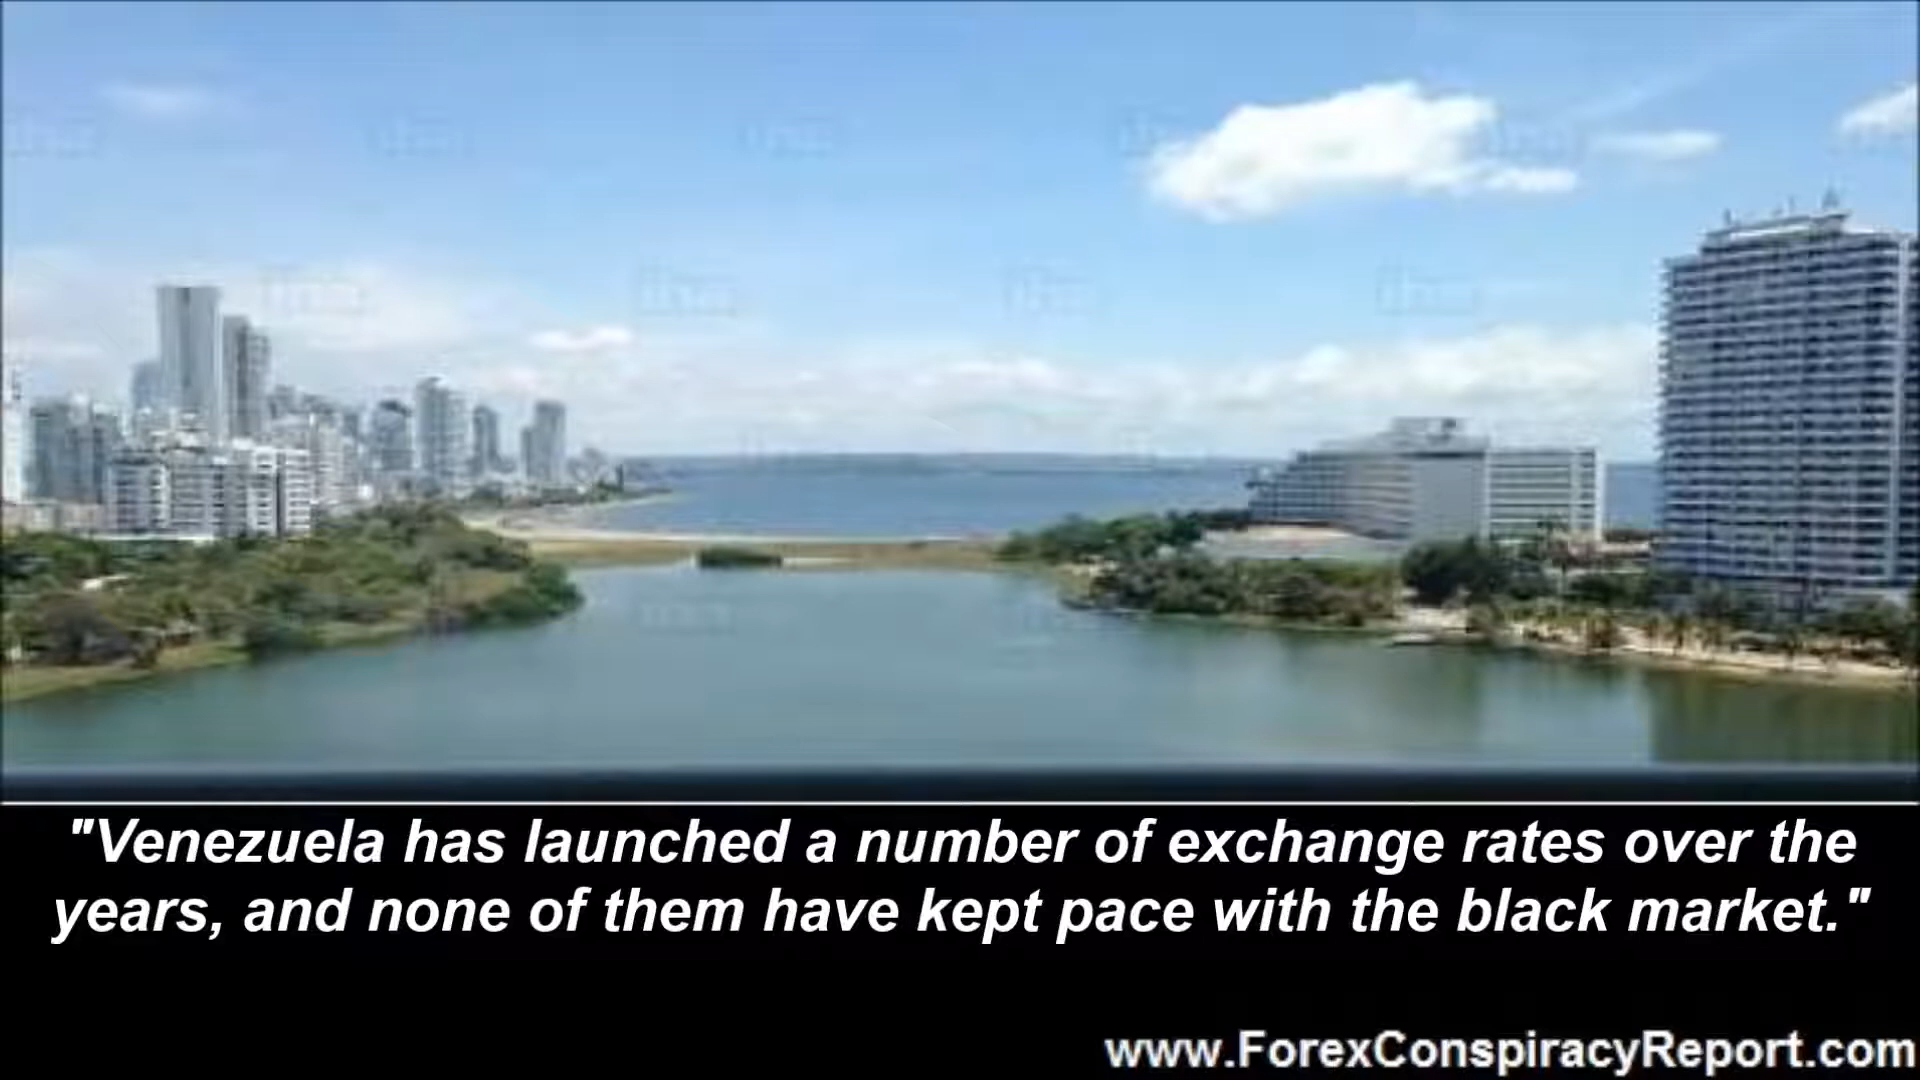 "Venezuela has launched a number of exchange rates over the
years, and none of them have kept pace with the black market."
www.ForexConspiracyReport.com